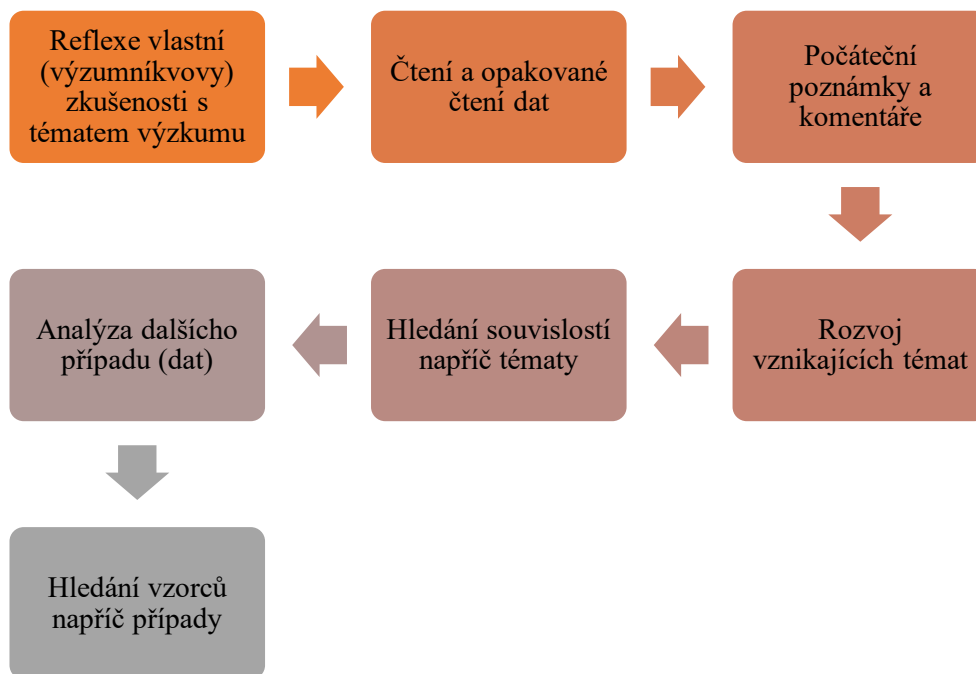 Reflexe vlastní
(výzumníkvovy)
zkušenosti s
tématem výzkumu
Čtení a opakované
čtení dat
Počáteční
poznámky a
komentáře
Rozvoj
vznikajících témat
Hledání souvislostí
napříč tématy
Analýza dalšícho
případu (dat)
Hledání vzorců
napříč případy